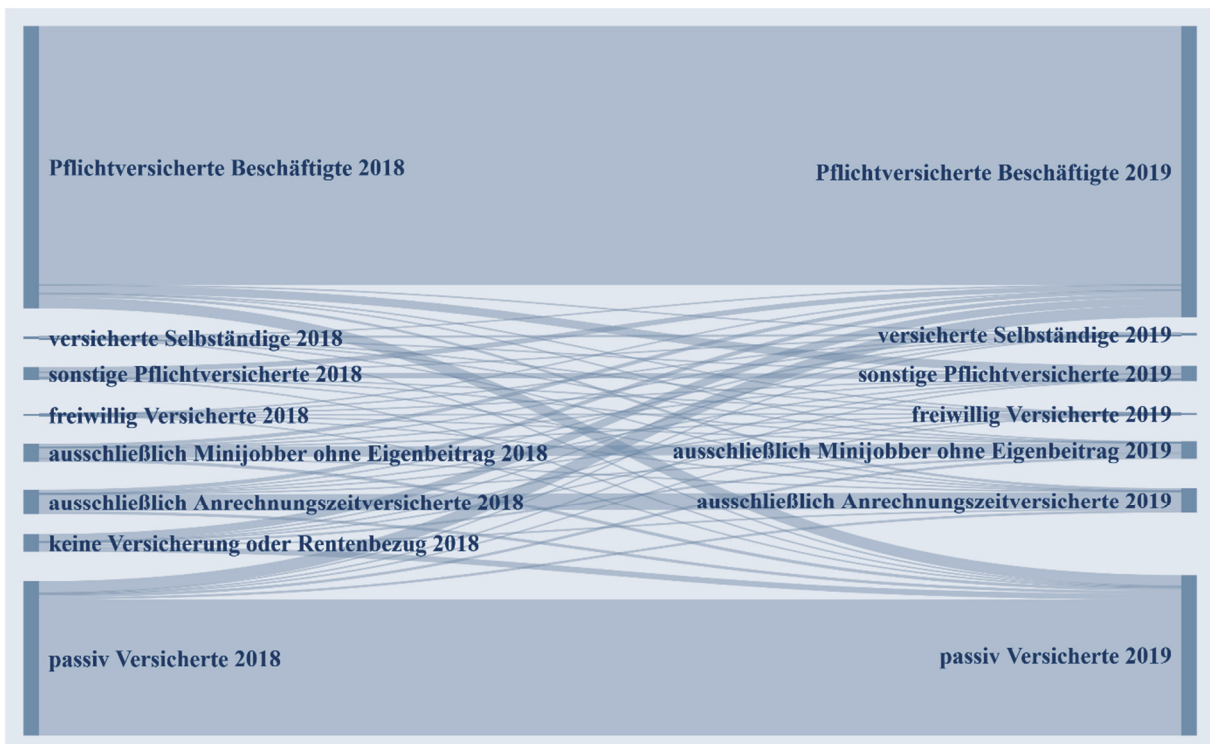 Pflichtversicherte Beschäftigte 2018
Pflichtversicherte Beschäftigte 2019
versicherte Selbständige 2018
versicherte Selbständige 2019
sonstige Pflichtversicherte 2018
sonstige Pflichtversicherte 2019
freiwillig Versicherte 2018
freiwillig Versicherte 2019
ausschließlich Minijobber ohne Eigenbeitrag 2018
ausschließlich Minijobber ohne Eigenbeitrag 2019
ausschließlich Anrechnungszeitversicherte 2018
ausschließlich Anrechnungszeitversicherte 2019
keine Versicherung oder Rentenbezug 2018
passiv Versicherte 2018
passiv Versicherte 2019